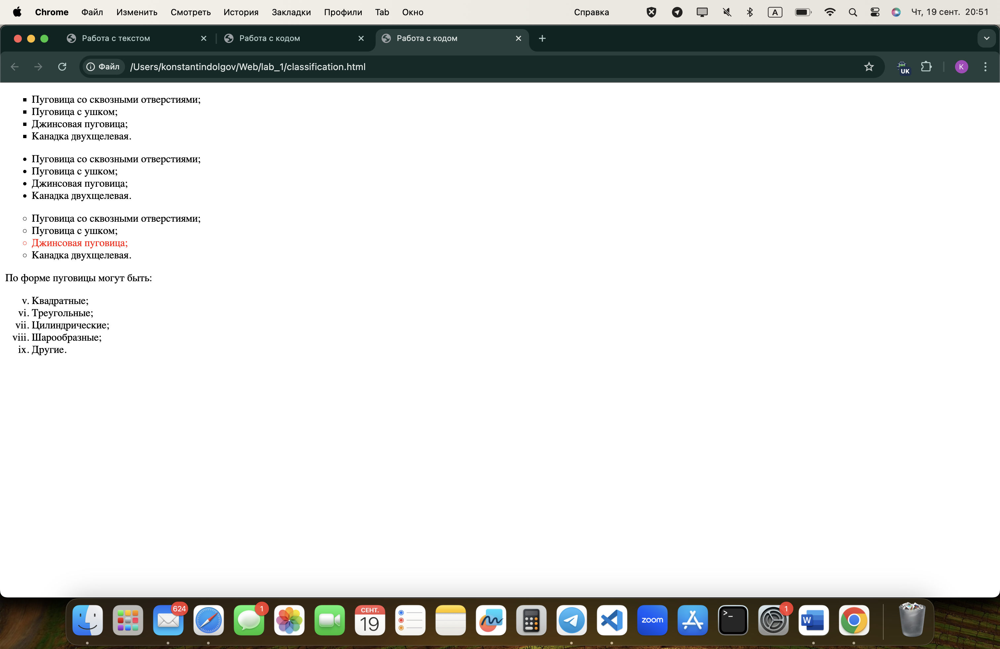 Chrome Файл Изменить Смотреть История Закладки Профили Tab Окно Справка A Чт, 19 сент. 20:51
Работа с текстом Работа с кодом Работа с кодом
Файл /Users/konstantindolgov/Web/lab_1/classification.html UK K
Пуговица со сквозными отверстиями;
Пуговица с ушком;
Джинсовая пуговица;
Канадка двухщелевая.
Пуговица со сквозными отверстиями;
Пуговица с ушком;
Джинсовая пуговица;
Канадка двухщелевая.
Пуговица со сквозными отверстиями;
Пуговица с ушком;
Джинсовая пуговица;
Канадка двухщелевая.
По форме пуговицы могут быть:
v. Квадратные;
vi. Треугольные;
vii. Цилиндрические;
viii. Шарообразные;
ix. Другие.
624 1 СЕНТ. 19 zoom >_ 1 W